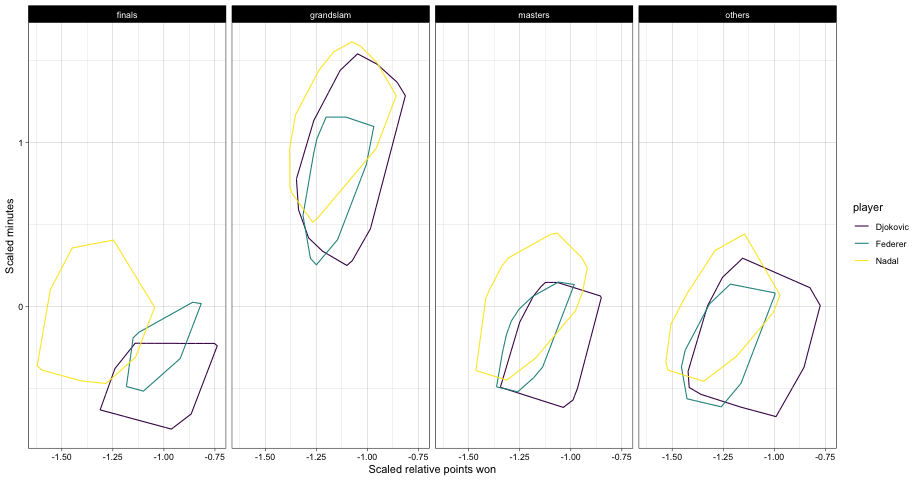 finals
grandslam
masters
others
Scaled minutes
1
0
-1.50
-1.25
-1.00
-0.75
-1.50
-1.25
-1.00
-0.75
-1.50
-1.25
-1.00
-0.75
-1.50
-1.25
-1.00
-0.75
Scaled relative points won
player
Djokovic
Federer
Nadal